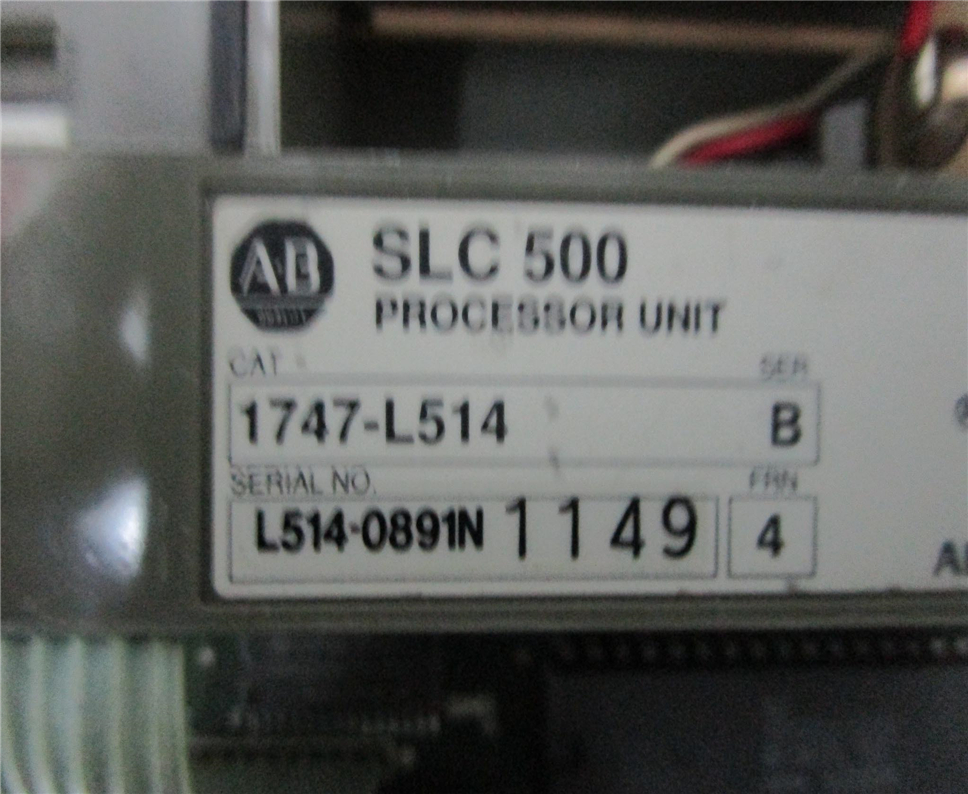 AB
SLC 500
PROCESSOR UNIT
CAT SER
1747-L514 B
SERIAL NO. FRN
L514-0891N 1149 4